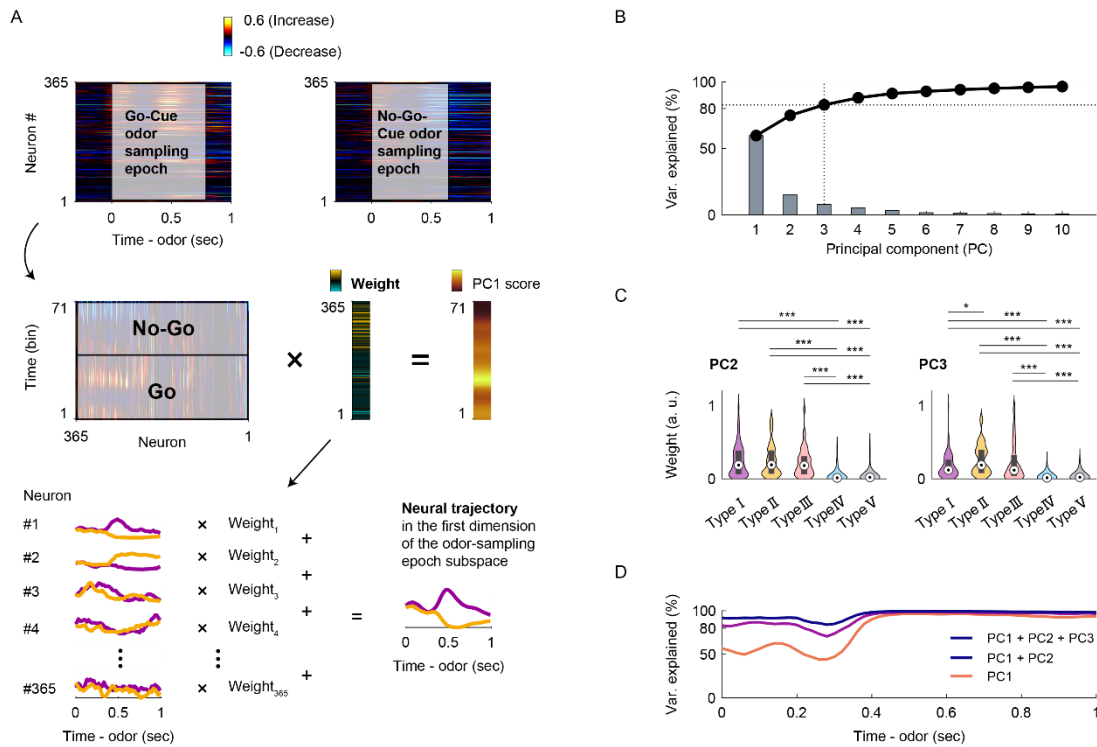 A
0.6 (Increase)
-0.6 (Decrease)
365
Neuron #
1
Go-Cue
odor
sampling
epoch
0
0.5
1
Time - odor (sec)
365
1
No-Go-
Cue odor
sampling
epoch
0
0.5
1
71
Time (bin)
1
No-Go
Go
365
Neuron
1
×
Weight
365
1
=
PC1 score
71
1
Neuron
#1
× Weight1
+
#2
× Weight2
+
#3
× Weight3
+
#4
× Weight4
#365
× Weight365
+
0
0.5
1
Time - odor (sec)
=
Neural trajectory
in the first dimension
of the odor-sampling
epoch subspace
0
0.5
1
Time - odor (sec)
B
Var. explained (%)
100
80
50
0
1 2 3 4 5 6 7 8 9 10
Principal component (PC)
C
PC2
***
***
***
***
***
***
Weight (a. u.)
1
0
Type I
Type II
Type III
TypeIV
Type V
PC3
*
***
***
***
***
***
***
1
0
Type I
Type II
Type III
TypeIV
Type V
D
Var. explained (%)
100
80
50
0
PC1 + PC2 + PC3
PC1 + PC2
PC1
0 0.2 0.4 0.6 0.8 1
Time - odor (sec)